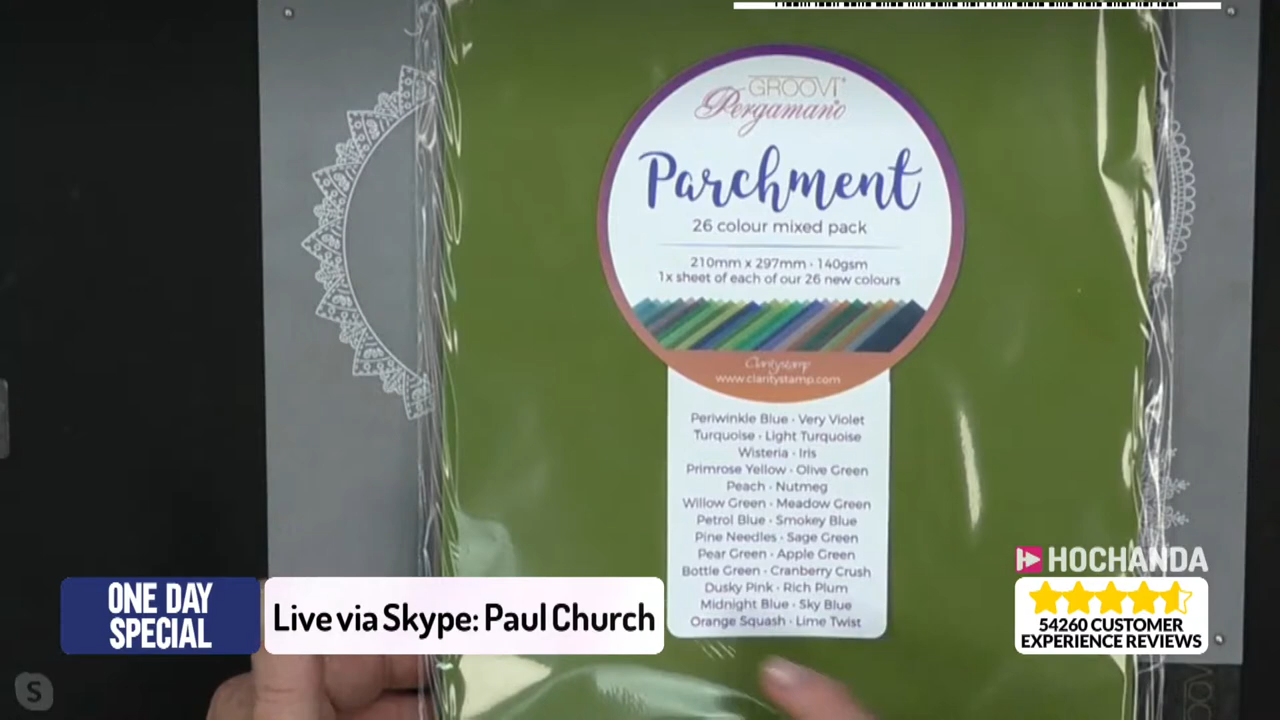 GROOVI®
Pergamano
Parchment
26 colour mixed pack
210mm x 297mm · 140gsm
1x sheet of each of our 26 new colours
Claritystamp
www.claritystamp.com
Periwinkle Blue · Very Violet
Turquoise · Light Turquoise
Wisteria · Iris
Primrose Yellow · Olive Green
Peach · Nutmeg
Willow Green · Meadow Green
Petrol Blue · Smokey Blue
Pine Needles · Sage Green
Pear Green · Apple Green
Bottle Green · Cranberry Crush
Dusky Pink · Rich Plum
Midnight Blue · Sky Blue
Orange Squash · Lime Twist
HOCHANDA
ONE DAY
SPECIAL
Live via Skype: Paul Church
54260 CUSTOMER
EXPERIENCE REVIEWS
S